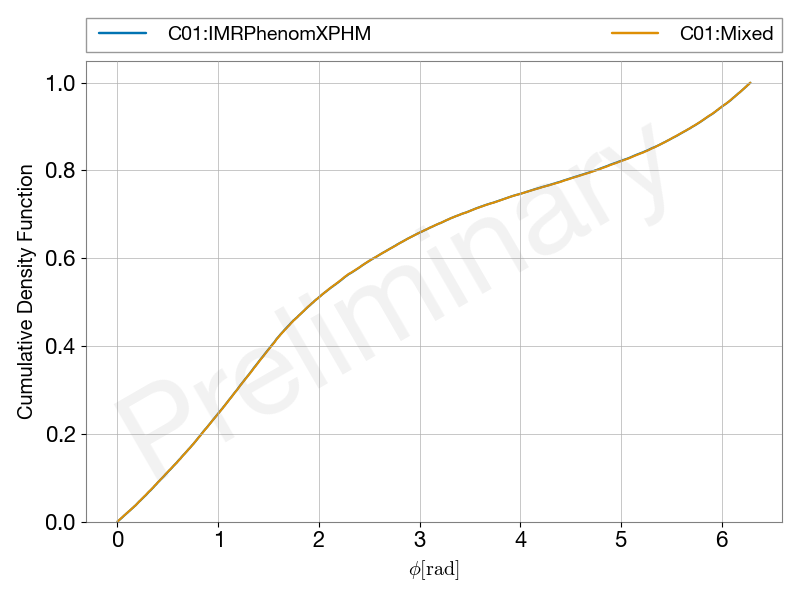 C01:IMRPhenomXPHM C01:Mixed
1.0
0.8
0.6
0.4
0.2
0.0
Cumulative Density Function
Preliminary
0 1 2 3 4 5 6
ϕ[rad]